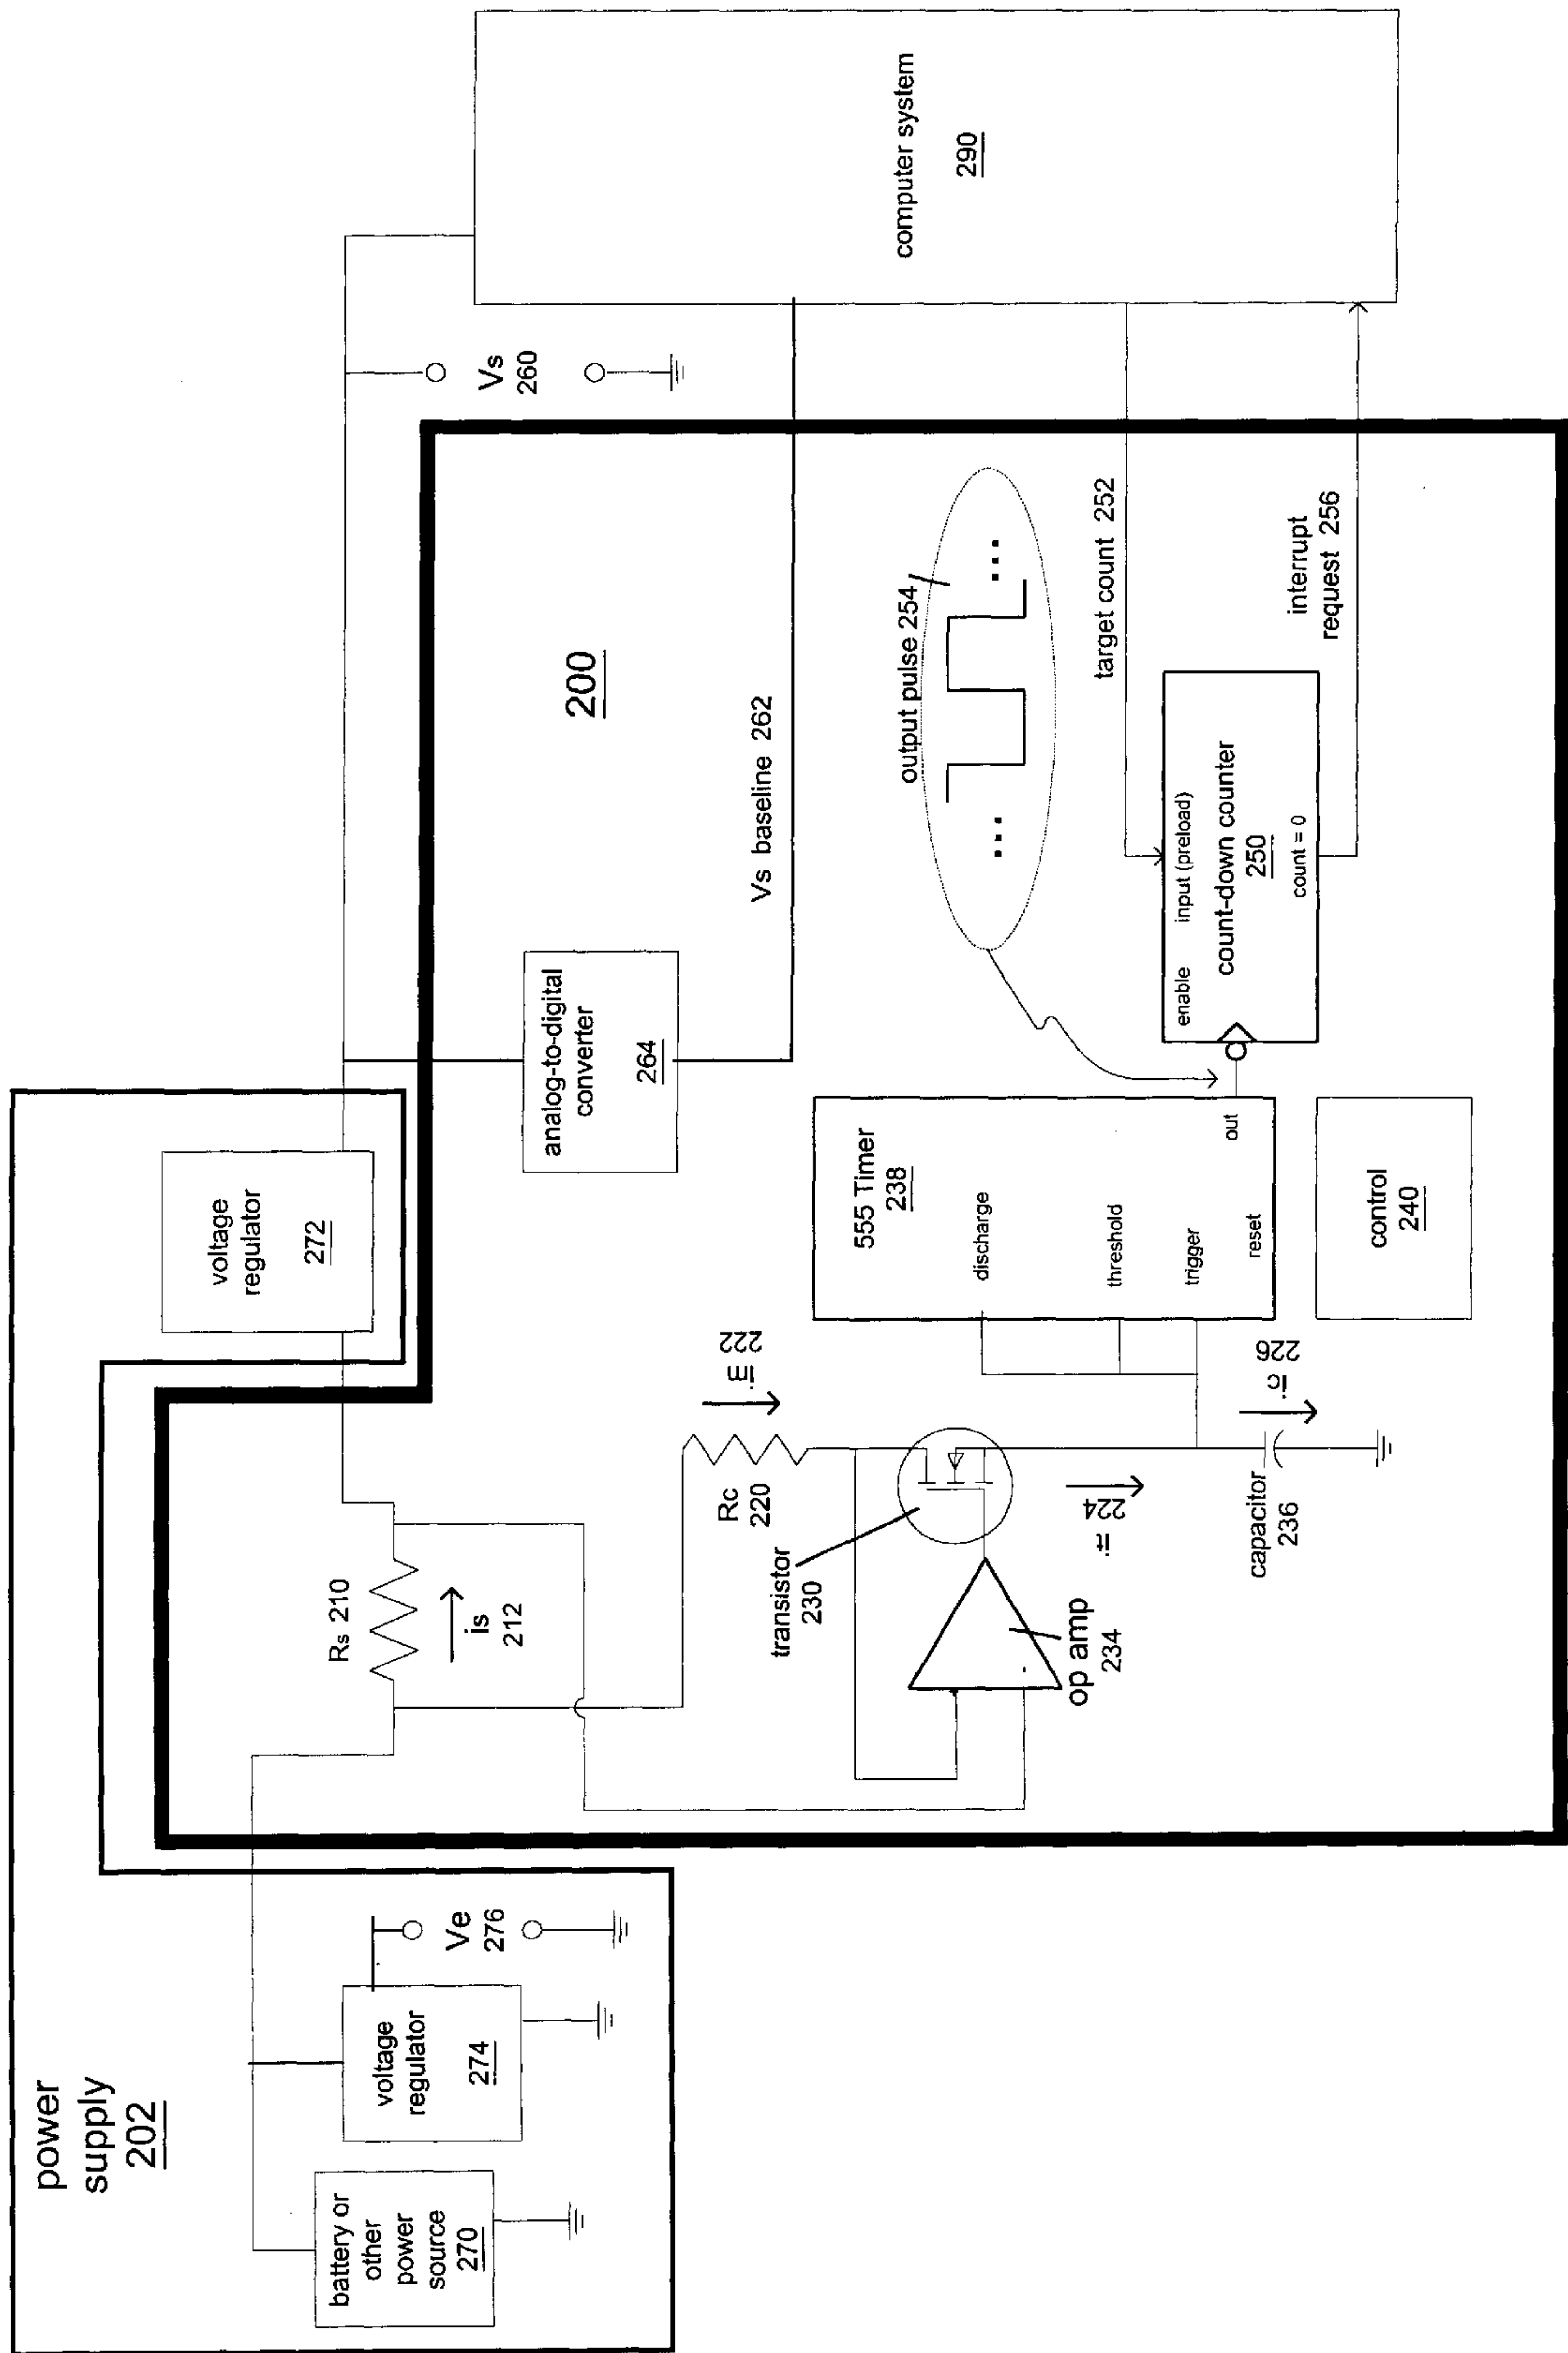 power
supply
202
battery or
other
power
source
270
voltage
regulator
274
Ve
276
voltage
regulator
272
Rs 210
is
212
Vs
260
200
analog-to-digital
converter
264
Vs baseline 262
computer system
290
Rc
220
im
222
transistor
230
op amp
234
it
224
capacitor
236
ic
226
555 Timer
238
discharge
threshold
trigger
reset
out
control
240
output pulse 254
...
...
target count 252
enable
input (preload)
count-down counter
250
count = 0
interrupt
request 256